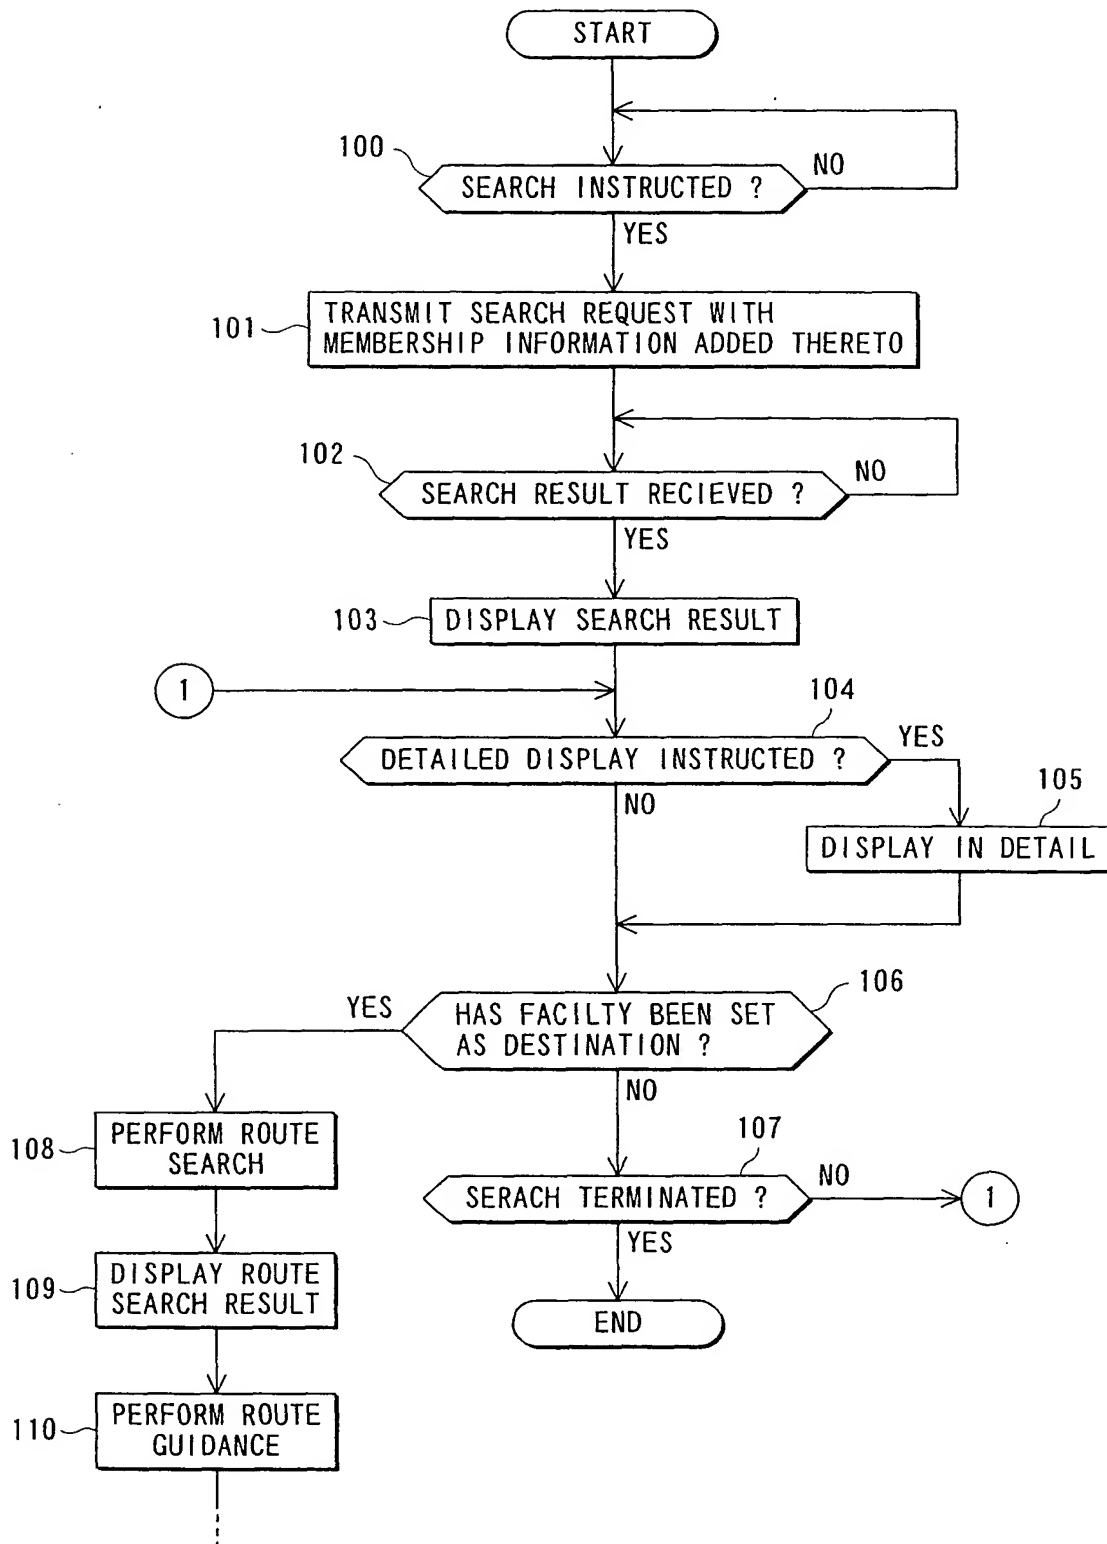 START
100
SEARCH INSTRUCTED ?
NO
YES
101
TRANSMIT SEARCH REQUEST WITH
MEMBERSHIP INFORMATION ADDED THERETO
102
SEARCH RESULT RECIEVED ?
NO
YES
103
DISPLAY SEARCH RESULT
1
104
DETAILED DISPLAY INSTRUCTED ?
YES
NO
105
DISPLAY IN DETAIL
106
YES
HAS FACILTY BEEN SET
AS DESTINATION ?
NO
108
PERFORM ROUTE
SEARCH
107
SERACH TERMINATED ?
NO
1
YES
109
DISPLAY ROUTE
SEARCH RESULT
END
110
PERFORM ROUTE
GUIDANCE